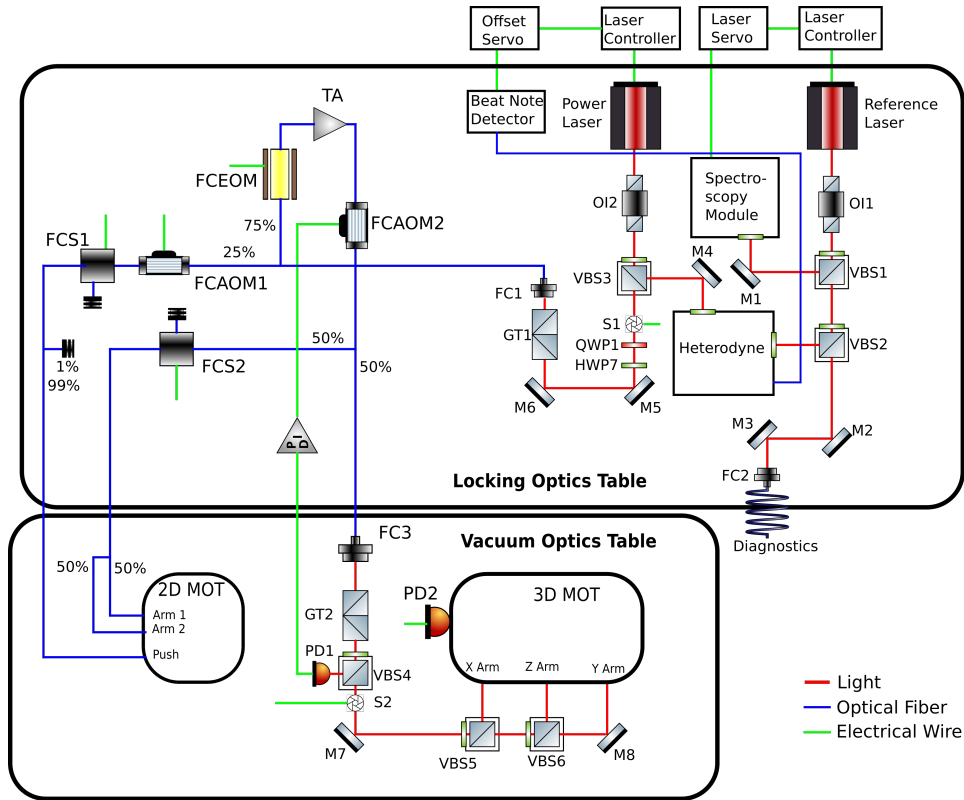 Offset
Servo
Laser
Controller
Laser
Servo
Laser
Controller
Beat Note
Detector
Power
Laser
Reference
Laser
TA
FCEOM
75%
FCAOM2
OI2
Spectro-
scopy
Module
OI1
FCS1
25%
FCAOM1
M4
FC1
VBS3
M1
VBS1
S1
GT1
QWP1
HWP7
Heterodyne
VBS2
50%
50%
FCS2
1%
99%
M6
M5
M3
M2
P I
D
FC2
Locking Optics Table
Diagnostics
FC3
Vacuum Optics Table
50%
50%
2D MOT
Arm 1
Arm 2
Push
GT2
PD2
3D MOT
PD1
VBS4
X Arm
Z Arm
Y Arm
S2
M7
VBS5
VBS6
M8
Light
Optical Fiber
Electrical Wire